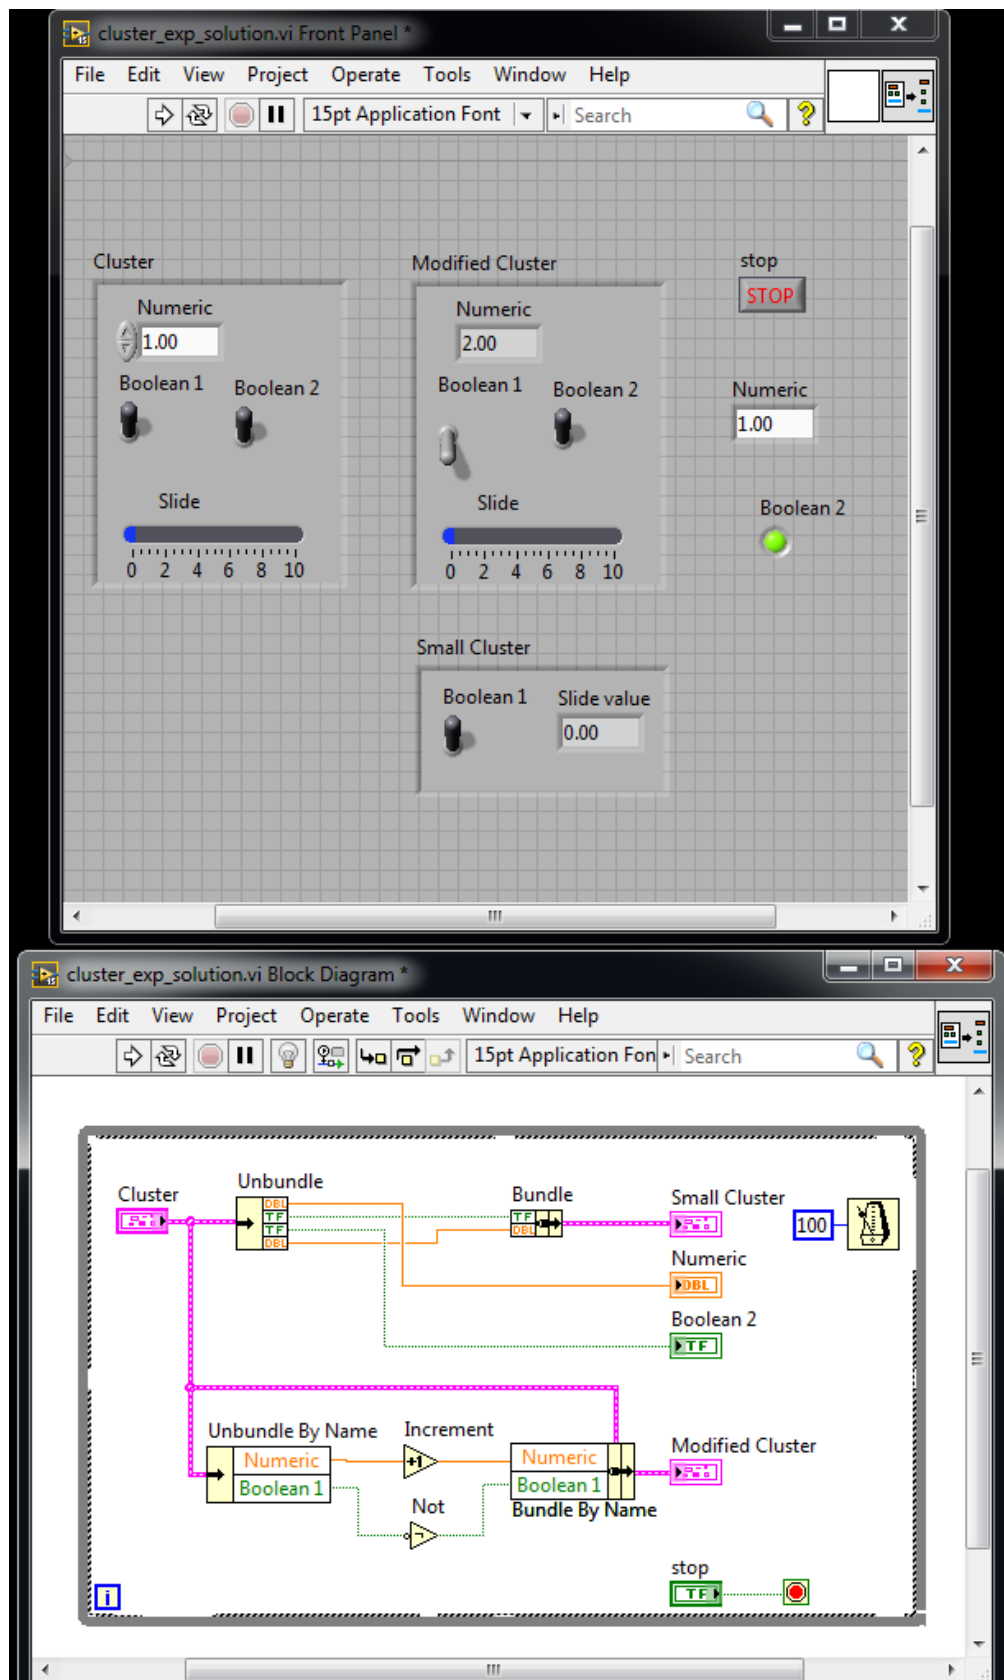 cluster_exp_solution.vi Front Panel *
File Edit View Project Operate Tools Window Help
15pt Application Font Search ?
Cluster
Numeric
1.00
Boolean 1 Boolean 2
Slide
0 2 4 6 8 10
Modified Cluster
Numeric
2.00
Boolean 1 Boolean 2
Slide
0 2 4 6 8 10
stop
STOP
Numeric
1.00
Boolean 2
Small Cluster
Boolean 1 Slide value
0.00
cluster_exp_solution.vi Block Diagram *
File Edit View Project Operate Tools Window Help
15pt Application Fon Search ?
Cluster
Unbundle
DBL
TF
TF
DBL
Bundle
TF
DBL
Small Cluster
100
Numeric
DBL
Boolean 2
TF
Unbundle By Name
Numeric
Boolean 1
Increment
+1
Not
Numeric
Boolean 1
Bundle By Name
Modified Cluster
stop
TF
i